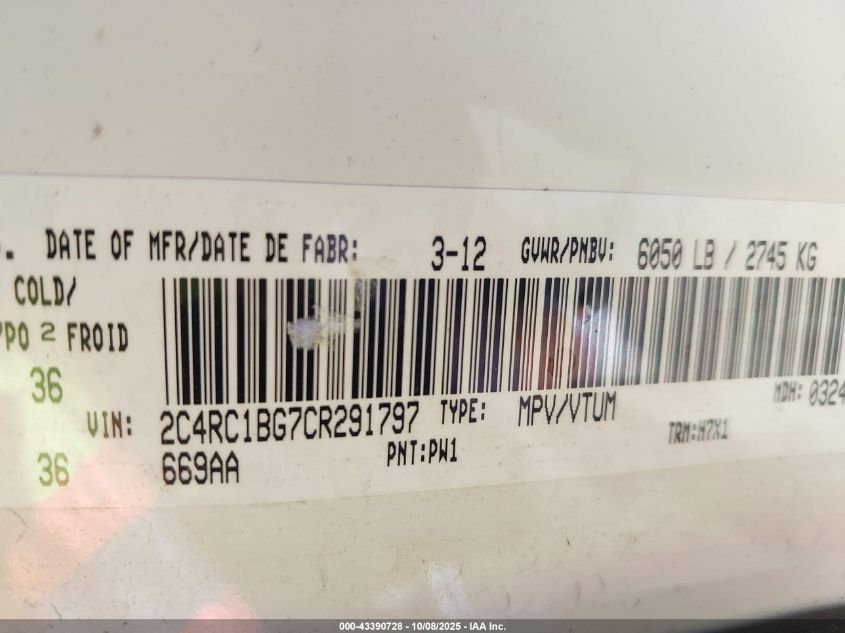 . DATE OF MFR/DATE DE FABR: 3-12 GVWR/PNBV: 6050 LB / 2745 KG
COLD/
PO 2 FROID
36
VIN: 2C4RC1BG7CR291797 TYPE: MPV/VTUM MDH: 0324
36 669AA PNT:PW1 TRM:H7X1
000-43390728 - 10/08/2025 - IAA Inc.